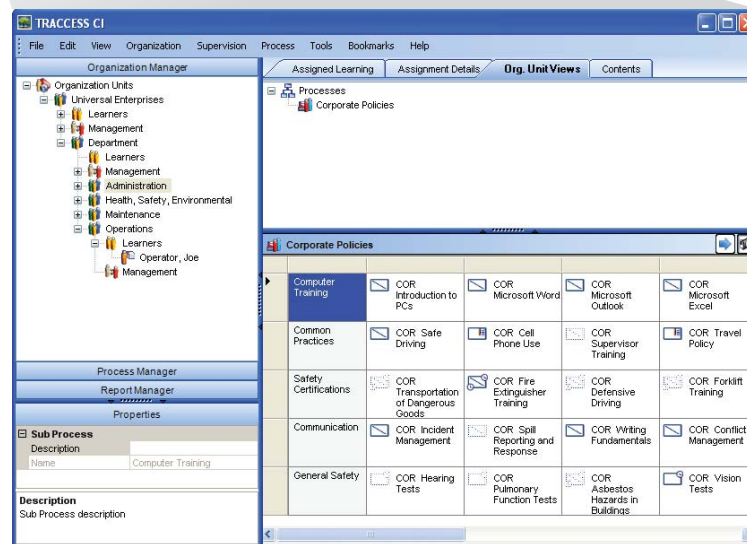 TRACCESS CI
File Edit View Organization Supervision Process Tools Bookmarks Help
Organization Manager
Organization Units
Universal Enterprises
Learners
Management
Department
Learners
Management
Administration
Health, Safety, Environmental
Maintenance
Operations
Learners
Operator, Joe
Management
Process Manager
Report Manager
Properties
Sub Process
Description
Name Computer Training
Description
Sub Process description
Assigned Learning Assignment Details Org. Unit Views Contents
Processes
Corporate Policies
Corporate Policies
Computer Training
COR Introduction to PCs
COR Microsoft Word
COR Microsoft Outlook
COR Microsoft Excel
Common Practices
COR Safe Driving
COR Cell Phone Use
COR Supervisor Training
COR Travel Policy
Safety Certifications
COR Transportation of Dangerous Goods
COR Fire Extinguisher Training
COR Defensive Driving
COR Forklift Training
Communication
COR Incident Management
COR Spill Reporting and Response
COR Writing Fundamentals
COR Conflict Management
General Safety
COR Hearing Tests
COR Pulmonary Function Tests
COR Asbestos Hazards in Buildings
COR Vision Tests